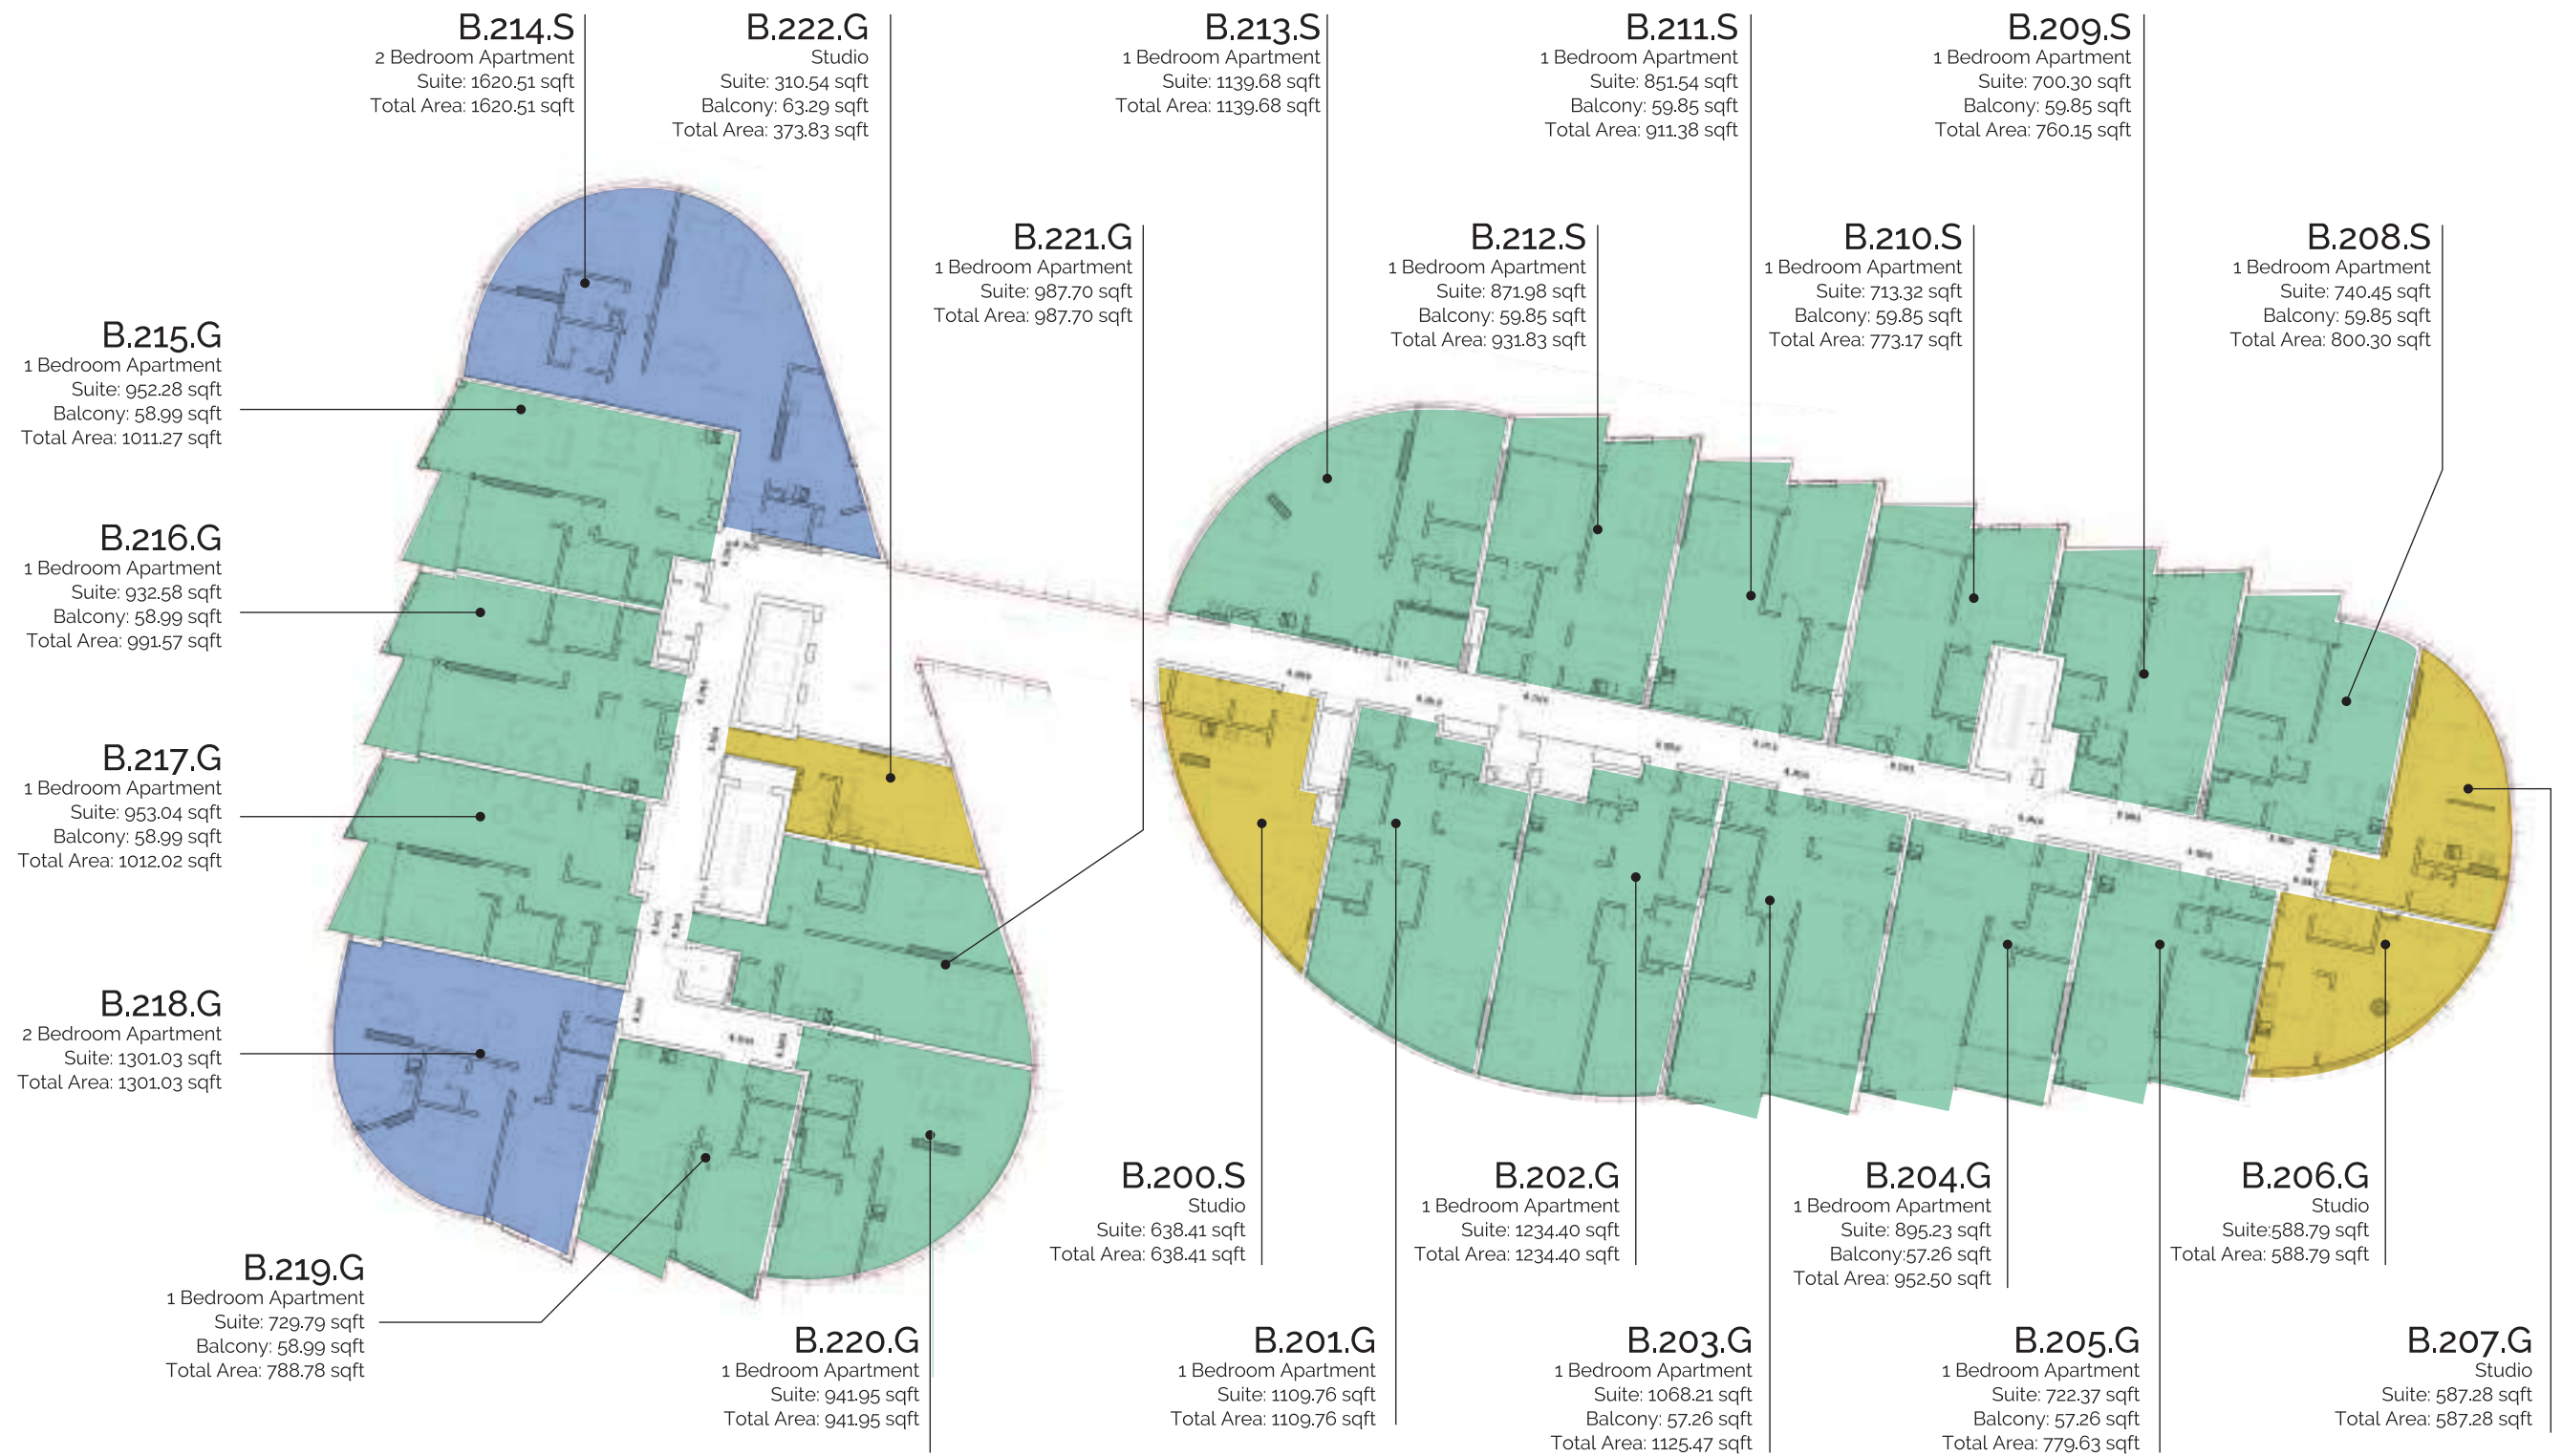 B.214.S
2 Bedroom Apartment
Suite: 1620.51 sqft
Total Area: 1620.51 sqft
B.222.G
Studio
Suite: 310.54 sqft
Balcony: 63.29 sqft
Total Area: 373.83 sqft
B.213.S
1 Bedroom Apartment
Suite: 1139.68 sqft
Total Area: 1139.68 sqft
B.211.S
1 Bedroom Apartment
Suite: 851.54 sqft
Balcony: 59.85 sqft
Total Area: 911.38 sqft
B.209.S
1 Bedroom Apartment
Suite: 700.30 sqft
Balcony: 59.85 sqft
Total Area: 760.15 sqft
B.221.G
1 Bedroom Apartment
Suite: 987.70 sqft
Total Area: 987.70 sqft
B.212.S
1 Bedroom Apartment
Suite: 871.98 sqft
Balcony: 59.85 sqft
Total Area: 931.83 sqft
B.210.S
1 Bedroom Apartment
Suite: 713.32 sqft
Balcony: 59.85 sqft
Total Area: 773.17 sqft
B.208.S
1 Bedroom Apartment
Suite: 740.45 sqft
Balcony: 59.85 sqft
Total Area: 800.30 sqft
B.215.G
1 Bedroom Apartment
Suite: 952.28 sqft
Balcony: 58.99 sqft
Total Area: 1011.27 sqft
B.216.G
1 Bedroom Apartment
Suite: 932.58 sqft
Balcony: 58.99 sqft
Total Area: 991.57 sqft
B.217.G
1 Bedroom Apartment
Suite: 953.04 sqft
Balcony: 58.99 sqft
Total Area: 1012.02 sqft
B.218.G
2 Bedroom Apartment
Suite: 1301.03 sqft
Total Area: 1301.03 sqft
B.219.G
1 Bedroom Apartment
Suite: 729.79 sqft
Balcony: 58.99 sqft
Total Area: 788.78 sqft
B.220.G
1 Bedroom Apartment
Suite: 941.95 sqft
Total Area: 941.95 sqft
B.200.S
Studio
Suite: 638.41 sqft
Total Area: 638.41 sqft
B.202.G
1 Bedroom Apartment
Suite: 1234.40 sqft
Total Area: 1234.40 sqft
B.204.G
1 Bedroom Apartment
Suite: 895.23 sqft
Balcony:57.26 sqft
Total Area: 952.50 sqft
B.206.G
Studio
Suite:588.79 sqft
Total Area: 588.79 sqft
B.201.G
1 Bedroom Apartment
Suite: 1109.76 sqft
Total Area: 1109.76 sqft
B.203.G
1 Bedroom Apartment
Suite: 1068.21 sqft
Balcony: 57.26 sqft
Total Area: 1125.47 sqft
B.205.G
1 Bedroom Apartment
Suite: 722.37 sqft
Balcony: 57.26 sqft
Total Area: 779.63 sqft
B.207.G
Studio
Suite: 587.28 sqft
Total Area: 587.28 sqft